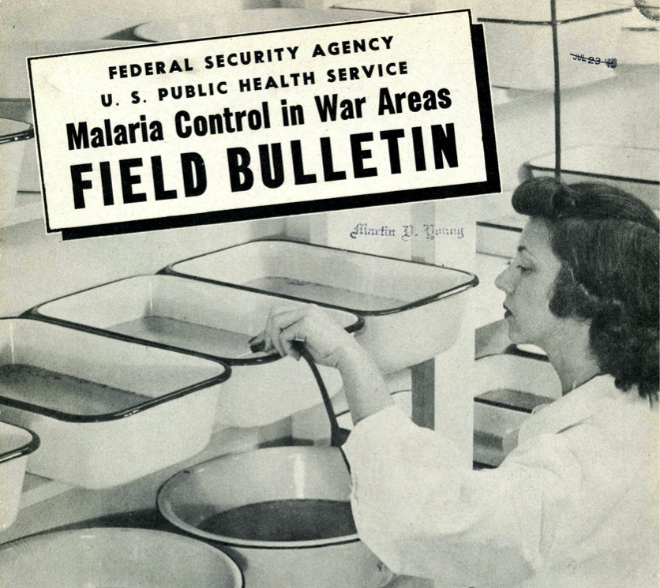 FEDERAL SECURITY AGENCY
U. S. PUBLIC HEALTH SERVICE
Malaria Control in War Areas
FIELD BULLETIN
Martin D. Young